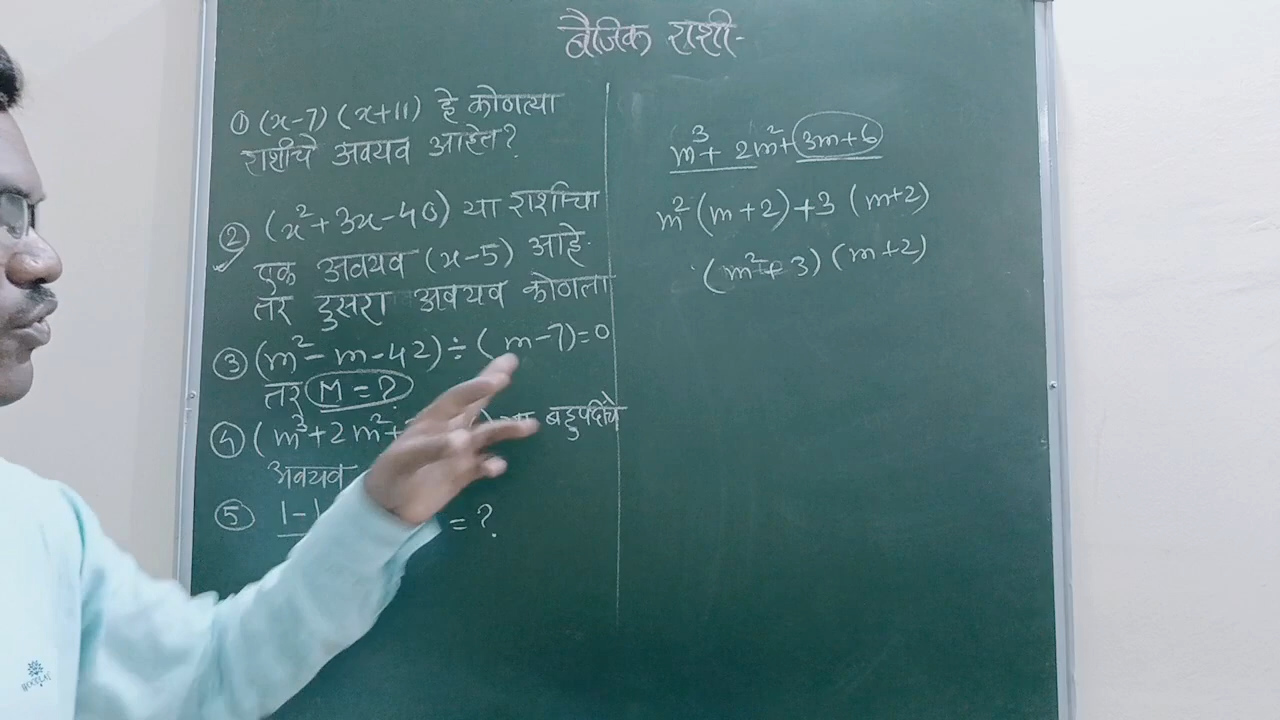 बैजिक राशी-
① (x-7) (x+11) हे कोणत्या
राशीचे अवयव आहेत?
② (x²+3x-40) या राशीचा
एक अवयव (x-5) आहे.
तर दुसरा अवयव कोणता
③ (m²-m-42)÷(m-7)=0
तर M=?
④ (m³+2m²+ बहुपदीचे
अवयव
⑤ 1-1 =?
m³+2m²+3m+6
m²(m+2)+3(m+2)
(m²+3)(m+2)